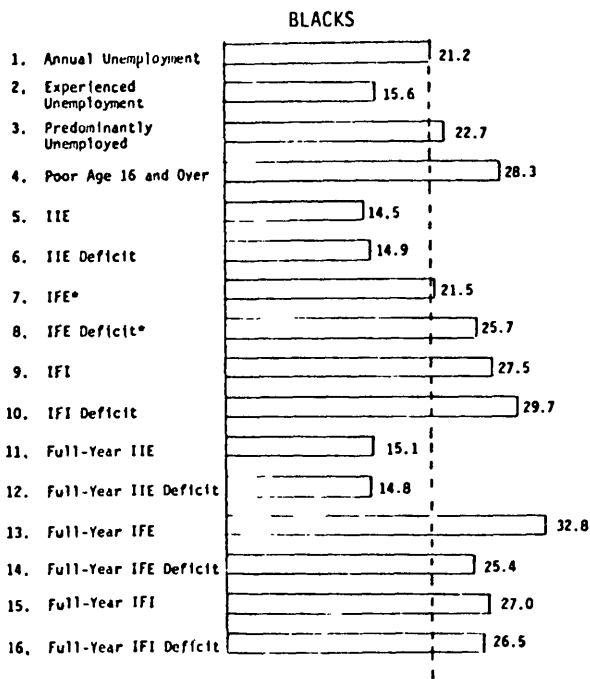 BLACKS
1. Annual Unemployment 21.2
2. Experienced
Unemployment 15.6
3. Predominantly
Unemployed 22.7
4. Poor Age 16 and Over 28.3
5. IIE 14.5
6. IIE Deficit 14.9
7. IFE* 21.5
8. IFE Deficit* 25.7
9. IFI 27.5
10. IFI Deficit 29.7
11. Full-Year IIE 15.1
12. Full-Year IIE Deficit 14.8
13. Full-Year IFE 32.8
14. Full-Year IFE Deficit 25.4
15. Full-Year IFI 27.0
16. Full-Year IFI Deficit 26.5